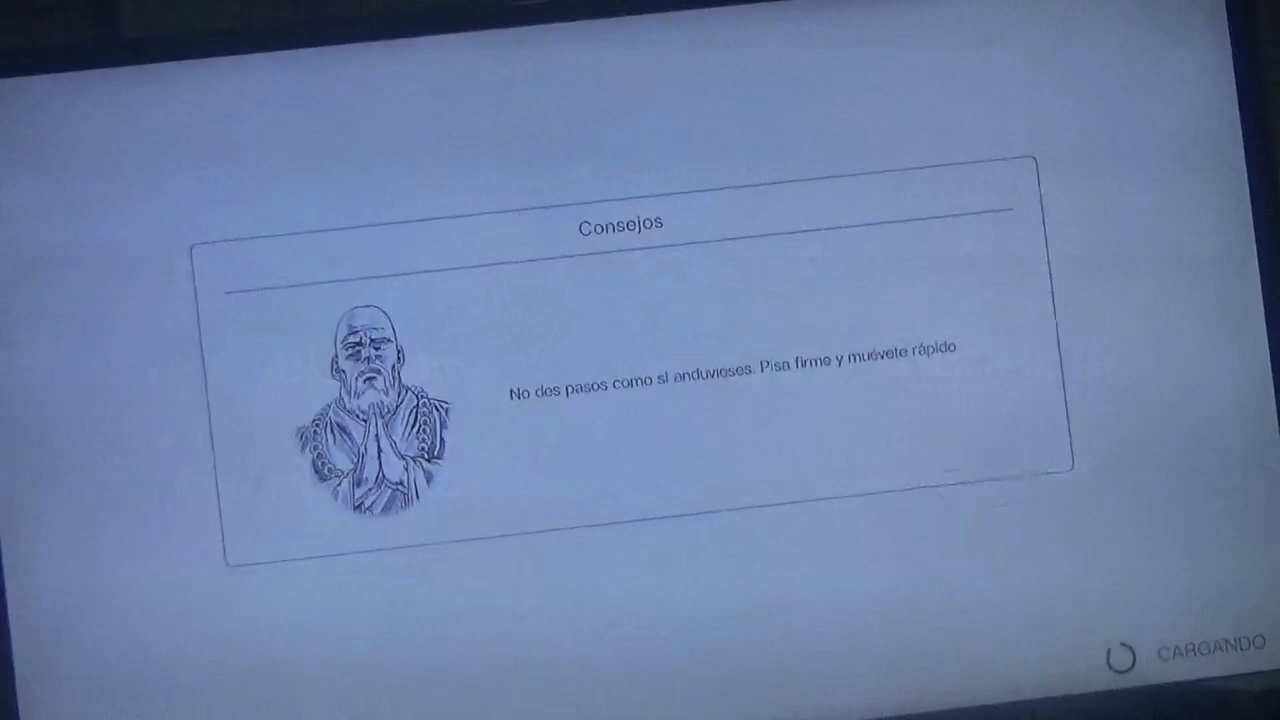 Consejos
No des pasos como si anduvieses. Pisa firme y muévete rápido
CARGANDO